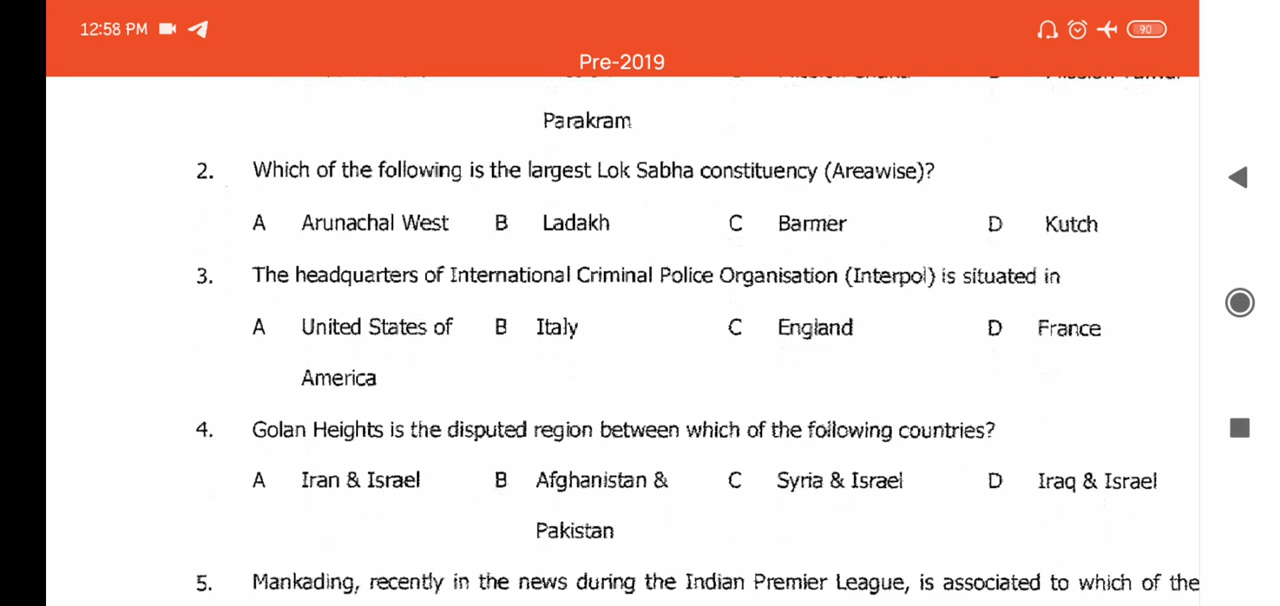 12:58 PM 90
Pre-2019
Parakram
2. Which of the following is the largest Lok Sabha constituency (Areawise)?
A Arunachal West B Ladakh C Barmer D Kutch
3. The headquarters of International Criminal Police Organisation (Interpol) is situated in
A United States of B Italy C England D France
America
4. Golan Heights is the disputed region between which of the following countries?
A Iran & Israel B Afghanistan & C Syria & Israel D Iraq & Israel
Pakistan
5. Mankading, recently in the news during the Indian Premier League, is associated to which of the